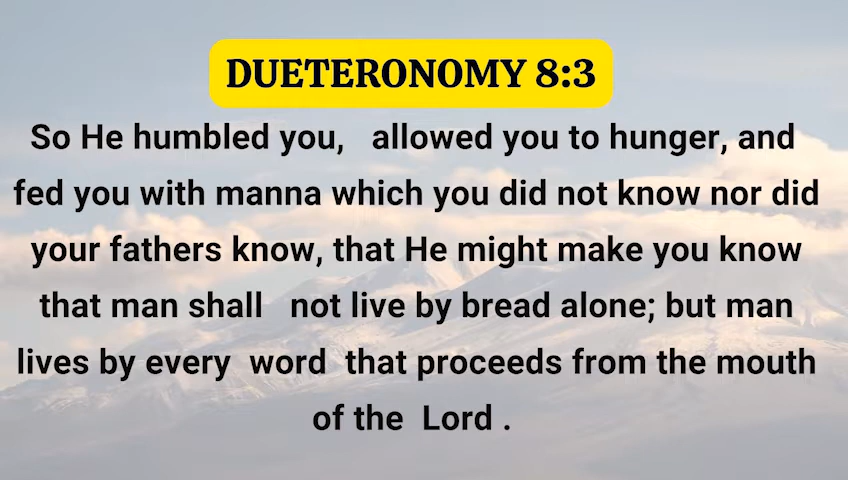 DUETERONOMY 8:3
So He humbled you, allowed you to hunger, and
fed you with manna which you did not know nor did
your fathers know, that He might make you know
that man shall not live by bread alone; but man
lives by every word that proceeds from the mouth
of the Lord .